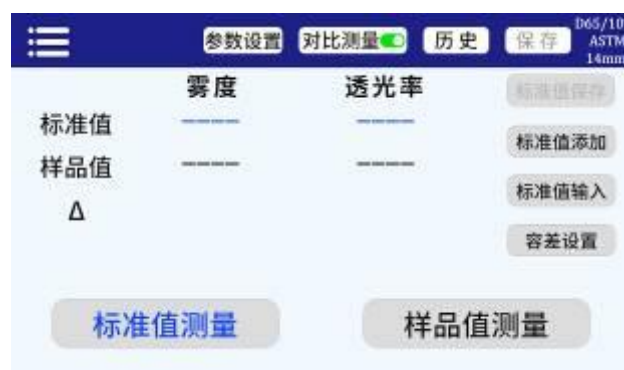 参数设置 对比测量 历史 保存 D65/10
ASTM
14mm
雾度 透光率 标准值保存
标准值 ---- ----
标准值添加
样品值 ---- ----
标准值输入
Δ
容差设置
标准值测量 样品值测量